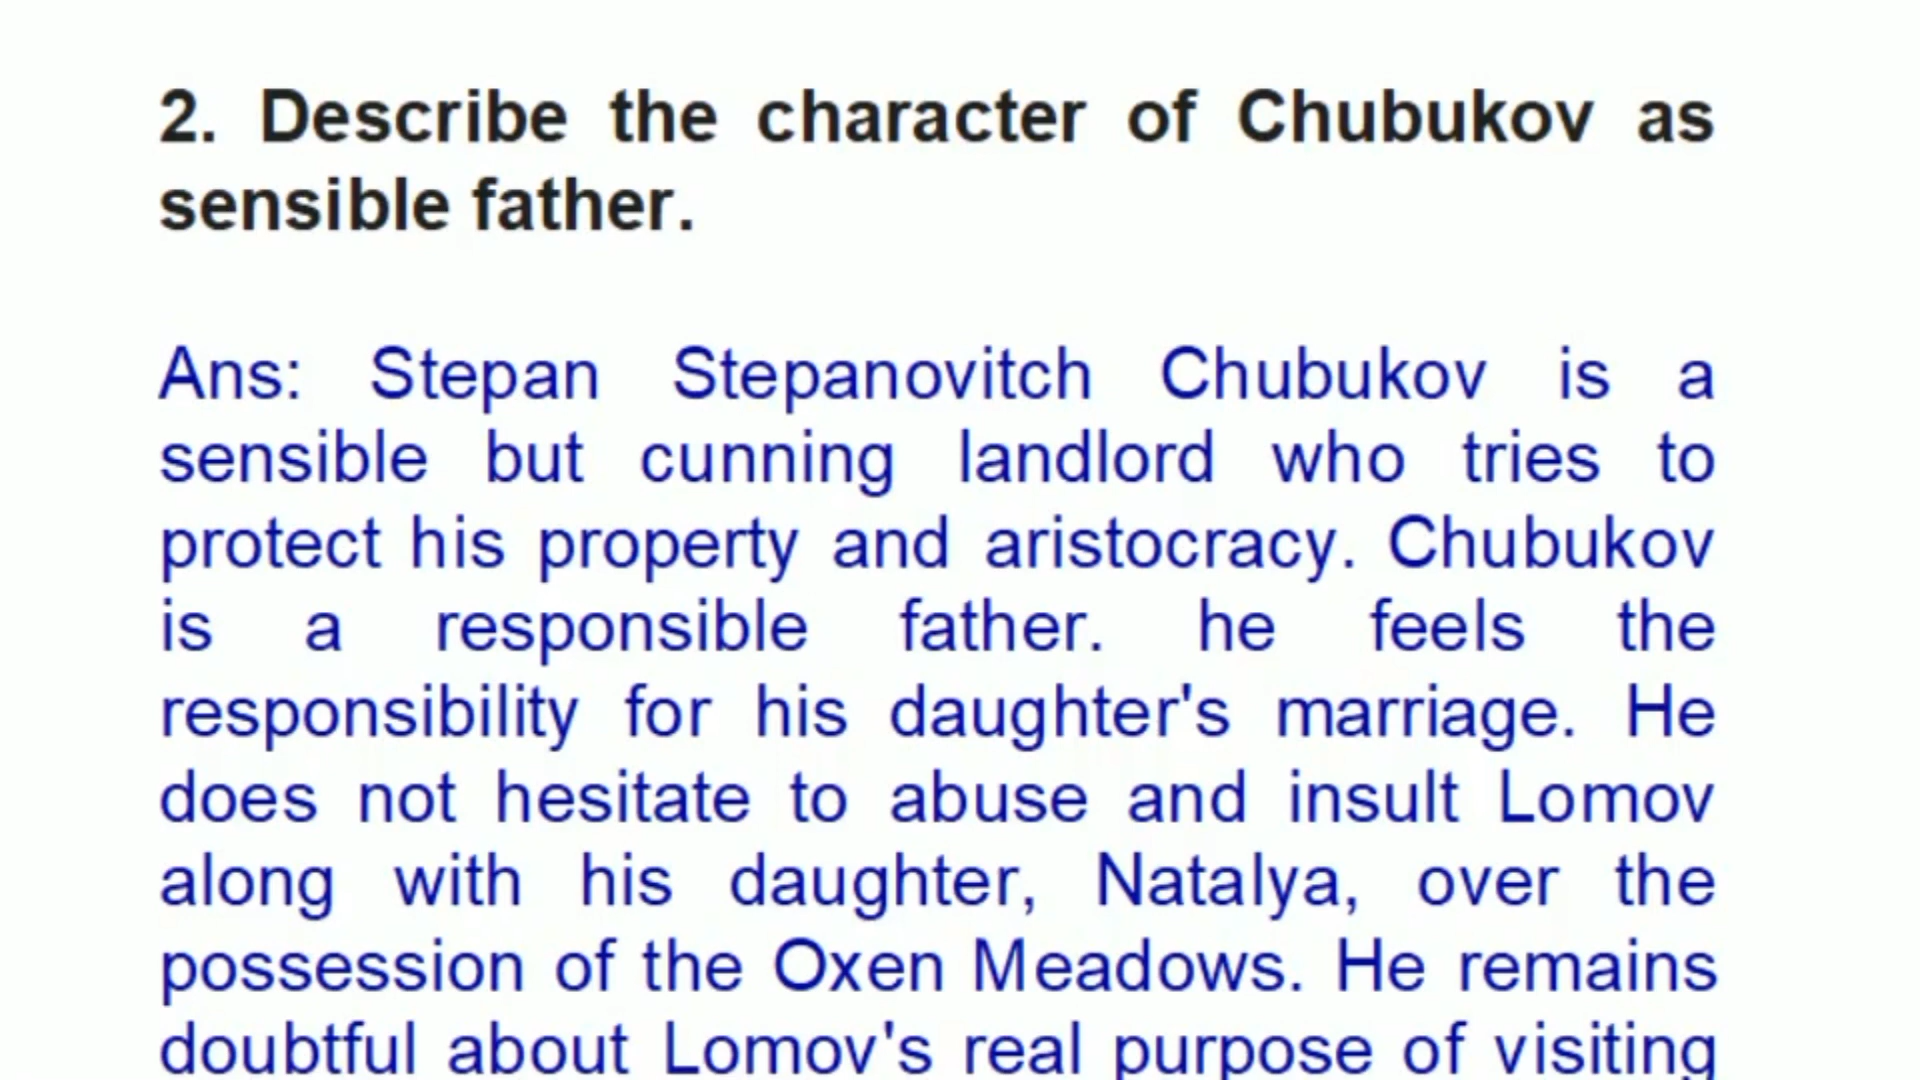 2. Describe the character of Chubukov as
sensible father.
Ans: Stepan Stepanovitch Chubukov is a
sensible but cunning landlord who tries to
protect his property and aristocracy. Chubukov
is a responsible father. he feels the
responsibility for his daughter's marriage. He
does not hesitate to abuse and insult Lomov
along with his daughter, Natalya, over the
possession of the Oxen Meadows. He remains
doubtful about Lomov's real purpose of visiting